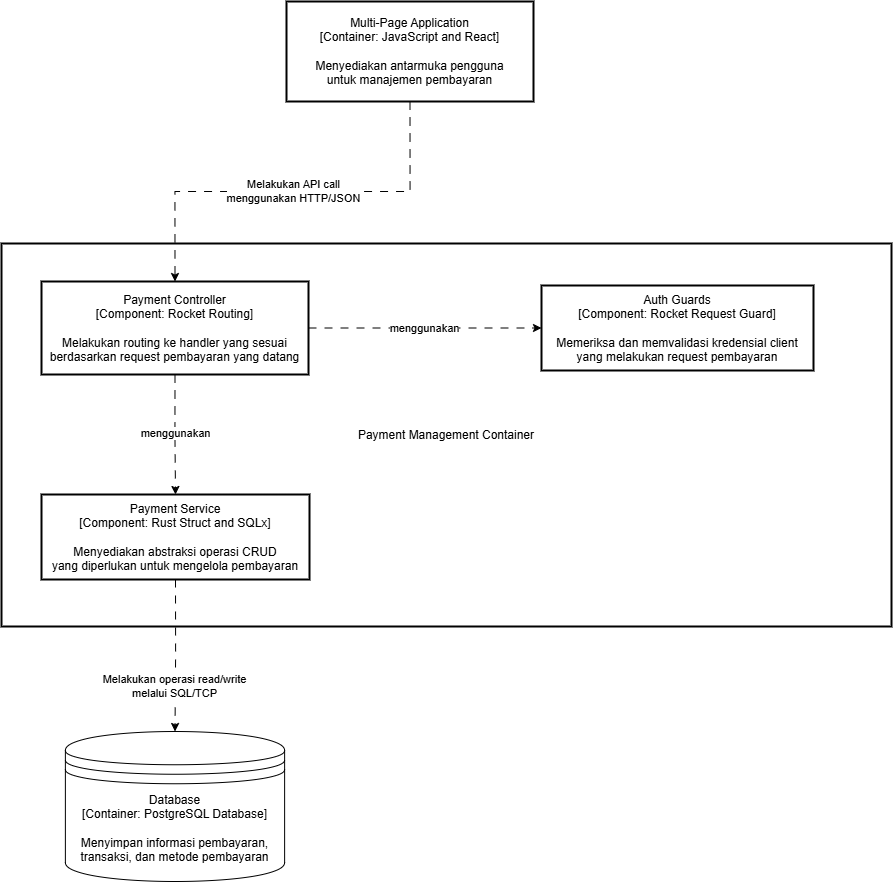 Multi-Page Application
[Container: JavaScript and React]
Menyediakan antarmuka pengguna
untuk manajemen pembayaran
Melakukan API call
menggunakan HTTP/JSON
Payment Controller
[Component: Rocket Routing]
Melakukan routing ke handler yang sesuai
berdasarkan request pembayaran yang datang
menggunakan
Auth Guards
[Component: Rocket Request Guard]
Memeriksa dan memvalidasi kredensial client
yang melakukan request pembayaran
menggunakan
Payment Management Container
Payment Service
[Component: Rust Struct and SQLx]
Menyediakan abstraksi operasi CRUD
yang diperlukan untuk mengelola pembayaran
Melakukan operasi read/write
melalui SQL/TCP
Database
[Container: PostgreSQL Database]
Menyimpan informasi pembayaran,
transaksi, dan metode pembayaran